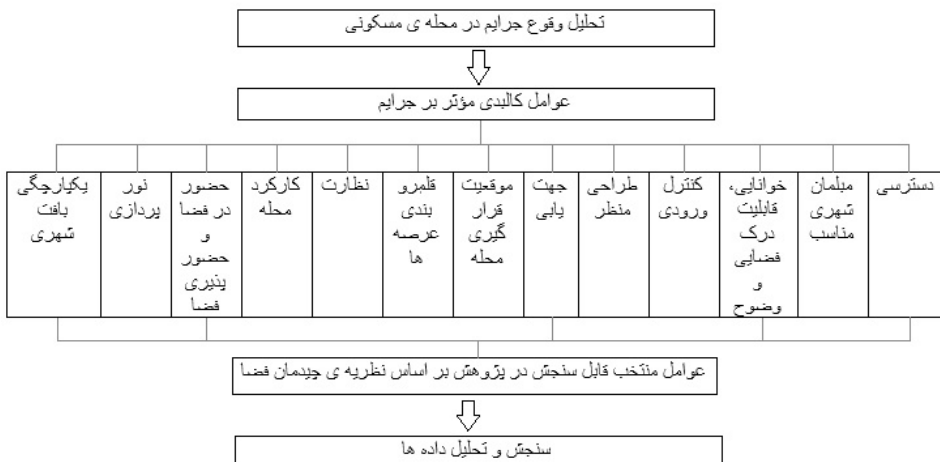 تحلیل وقوع جرایم در محله ی مسکونی
عوامل کالبدی مؤثر بر جرایم
دسترسی
مبلمان
شهری
مناسب
خوانایی،
قابلیت
درک
فضایی
و
وضوح
کنترل
ورودی
طراحی
منظر
جهت
یابی
موقعیت
قرار
گیری
محله
قلمرو
بندی
عرصه
ها
نظارت
کارکرد
محله
حضور
در فضا
و
حضور
پذیری
فضا
نور
پردازی
یکپارچگی
بافت
شهری
عوامل منتخب قابل سنجش در پژوهش بر اساس نظریه ی چیدمان فضا
سنجش و تحلیل داده ها